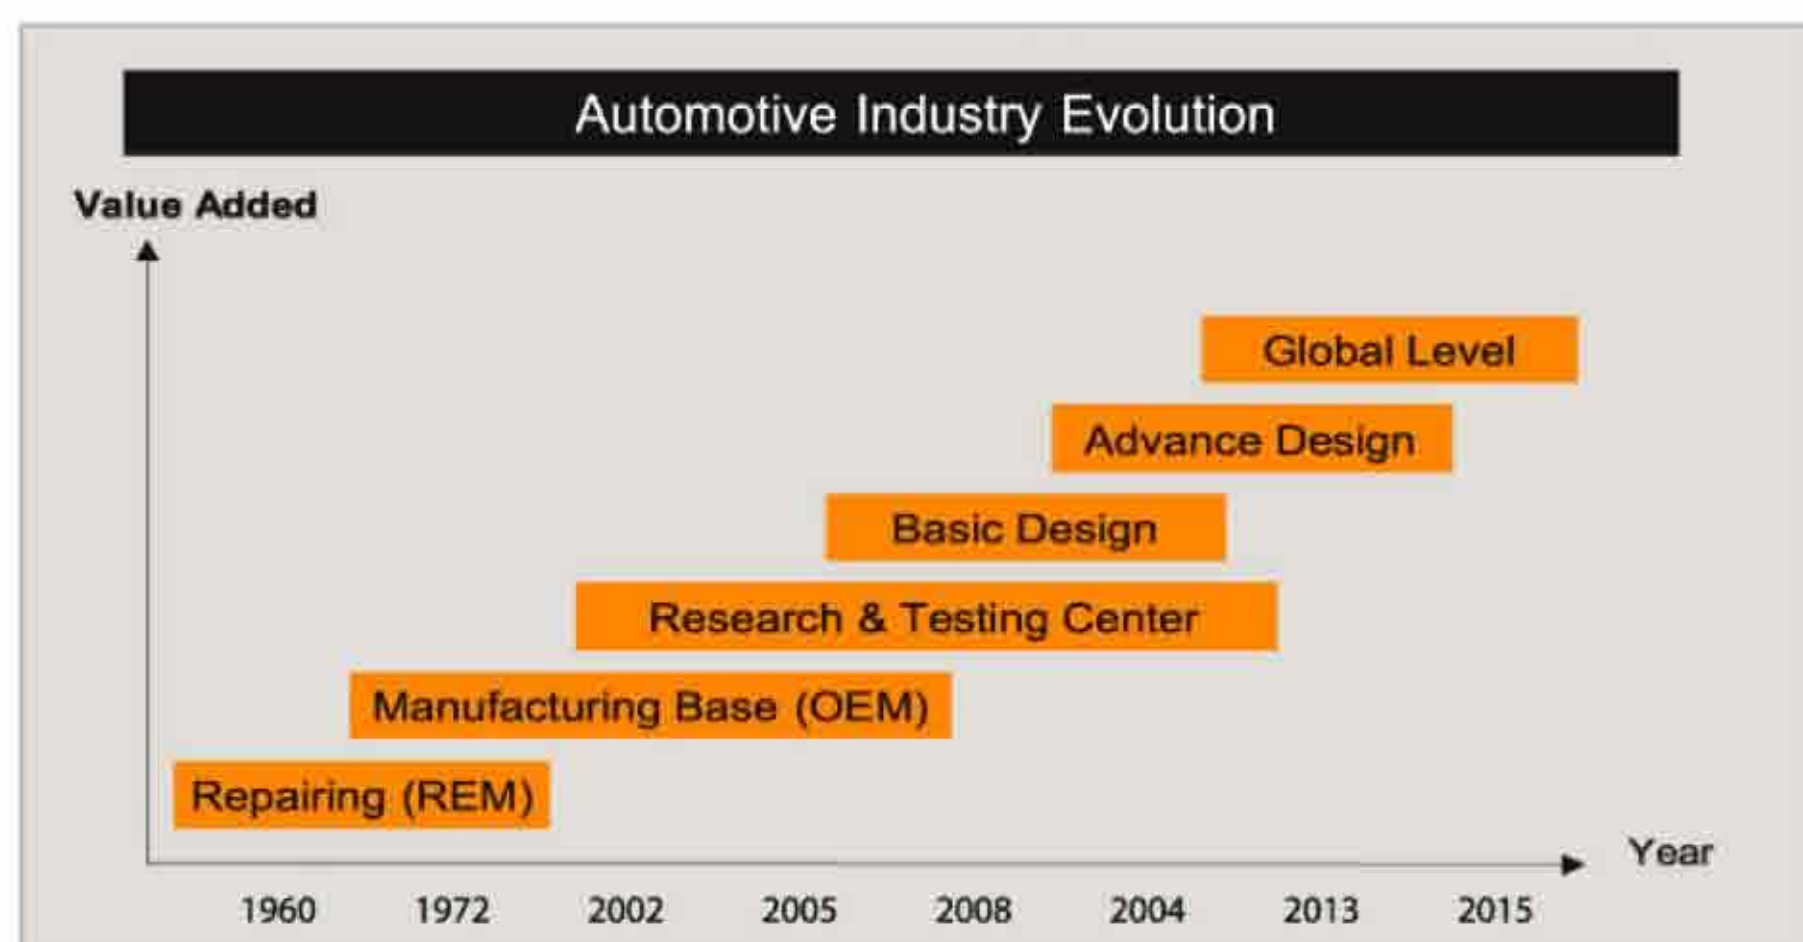 Automotive Industry Evolution
Value Added
Global Level
Advance Design
Basic Design
Research & Testing Center
Manufacturing Base (OEM)
Repairing (REM)
Year
1960 1972 2002 2005 2008 2004 2013 2015